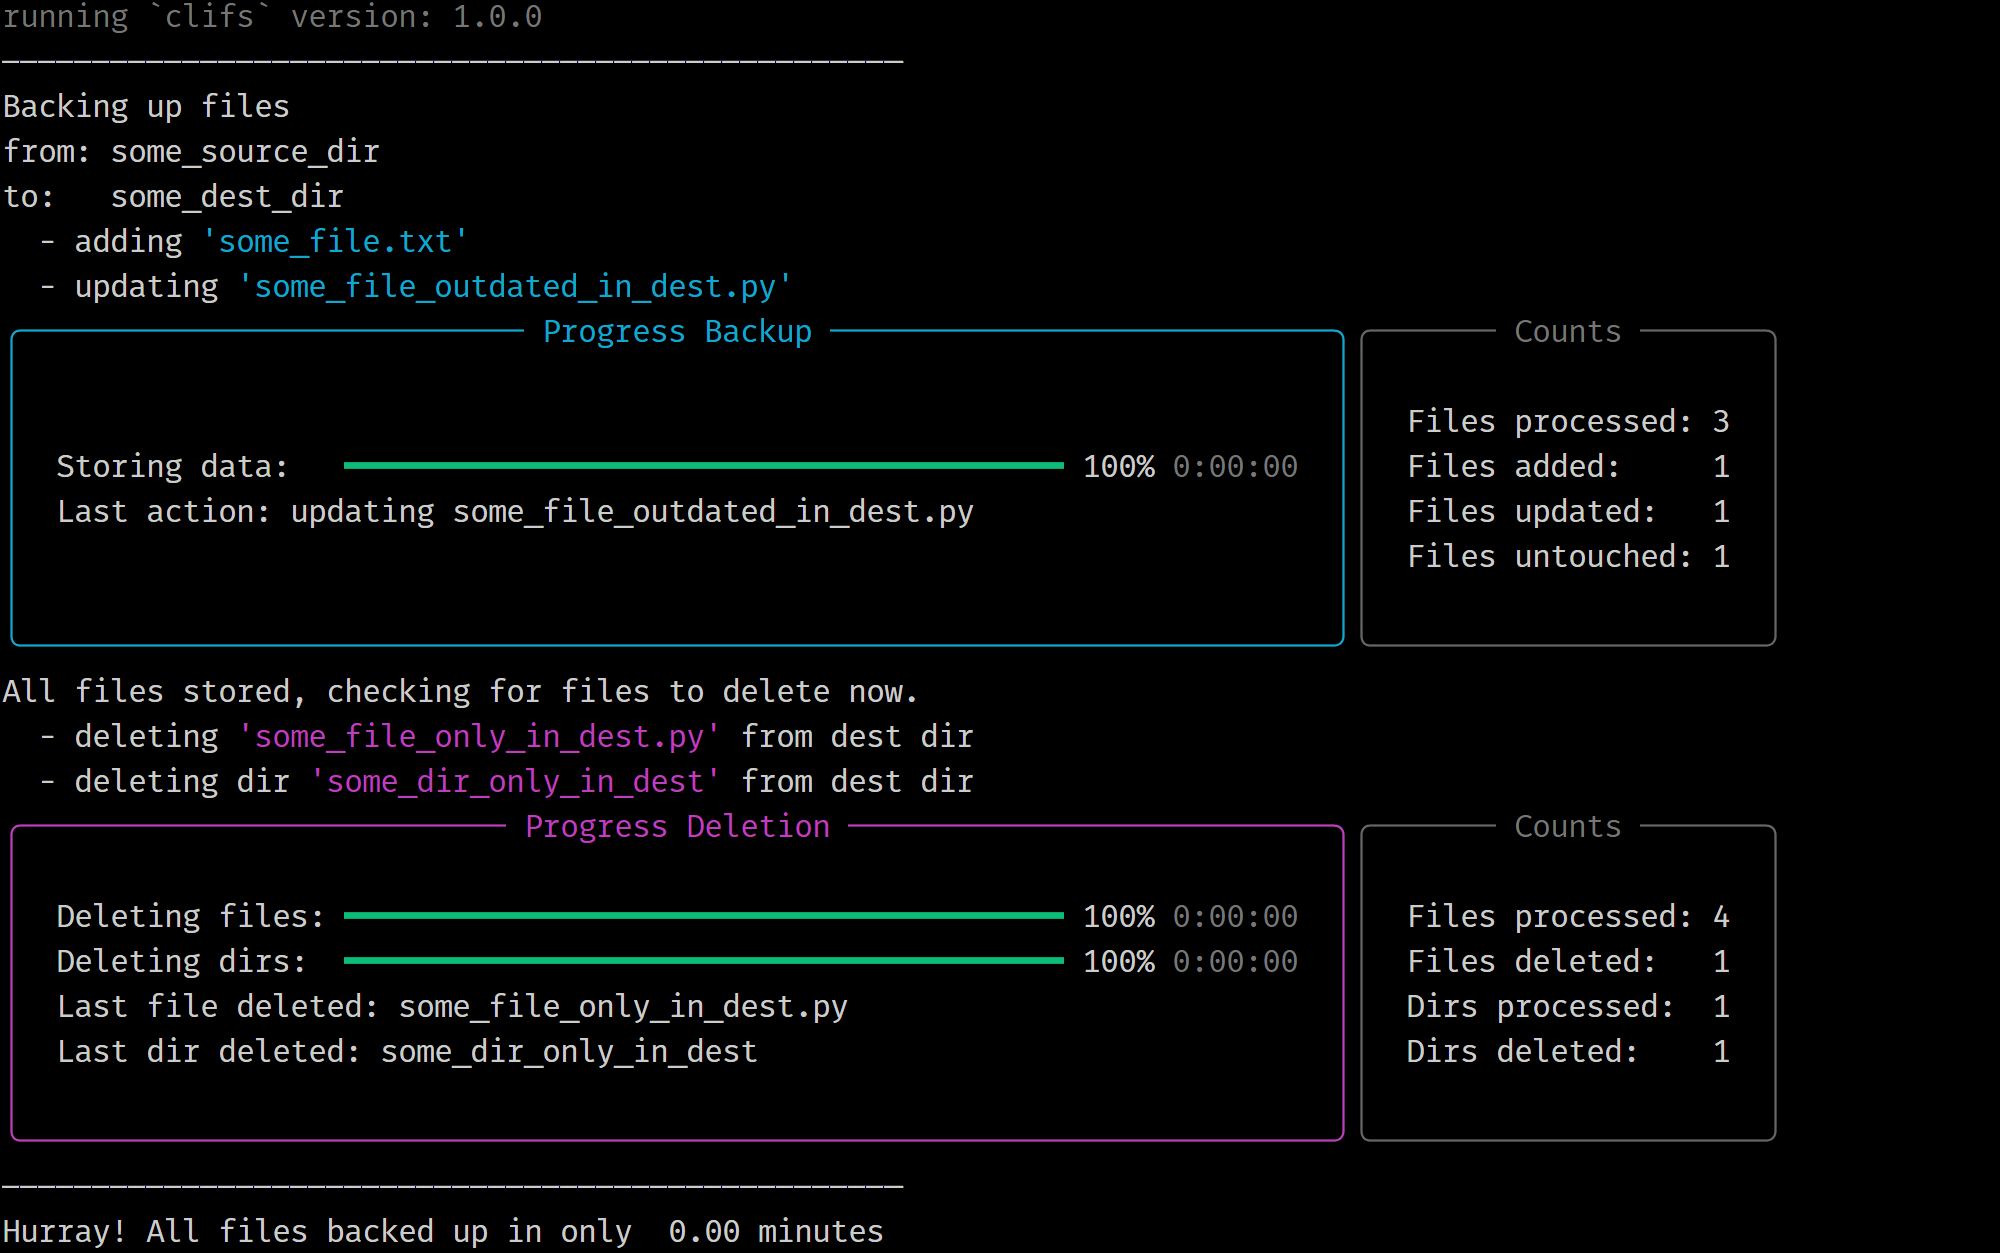 running `clifs` version: 1.0.0
Backing up files
from: some_source_dir
to:   some_dest_dir
  - adding 'some_file.txt'
  - updating 'some_file_outdated_in_dest.py'
Progress Backup
Storing data: 100% 0:00:00
Last action: updating some_file_outdated_in_dest.py
Counts
Files processed: 3
Files added: 1
Files updated: 1
Files untouched: 1
All files stored, checking for files to delete now.
  - deleting 'some_file_only_in_dest.py' from dest dir
  - deleting dir 'some_dir_only_in_dest' from dest dir
Progress Deletion
Deleting files: 100% 0:00:00
Deleting dirs: 100% 0:00:00
Last file deleted: some_file_only_in_dest.py
Last dir deleted: some_dir_only_in_dest
Counts
Files processed: 4
Files deleted: 1
Dirs processed: 1
Dirs deleted: 1
Hurray! All files backed up in only  0.00 minutes